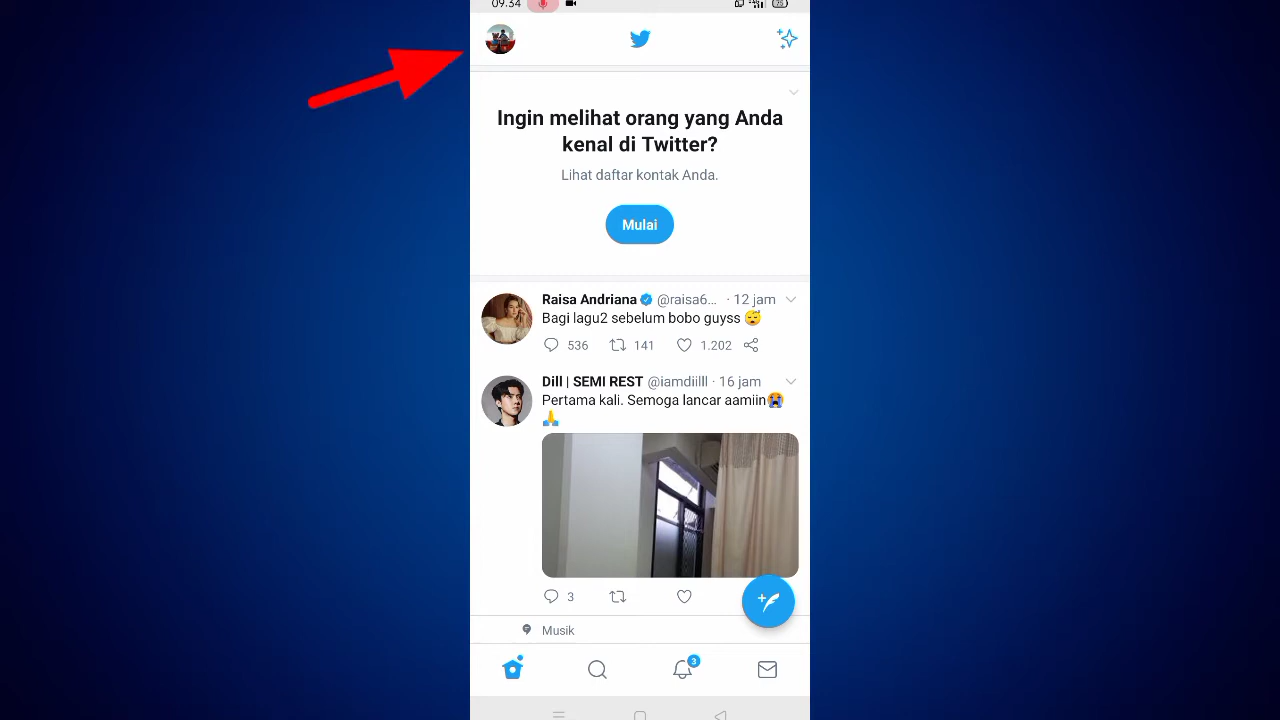 09.34
Ingin melihat orang yang Anda
kenal di Twitter?
Lihat daftar kontak Anda.
Mulai
Raisa Andriana @raisa6... · 12 jam
Bagi lagu2 sebelum bobo guyss 😴
536 141 1.202
Dill | SEMI REST @iamdiilll · 16 jam
Pertama kali. Semoga lancar aamiin😭
🙏
3
Musik
3